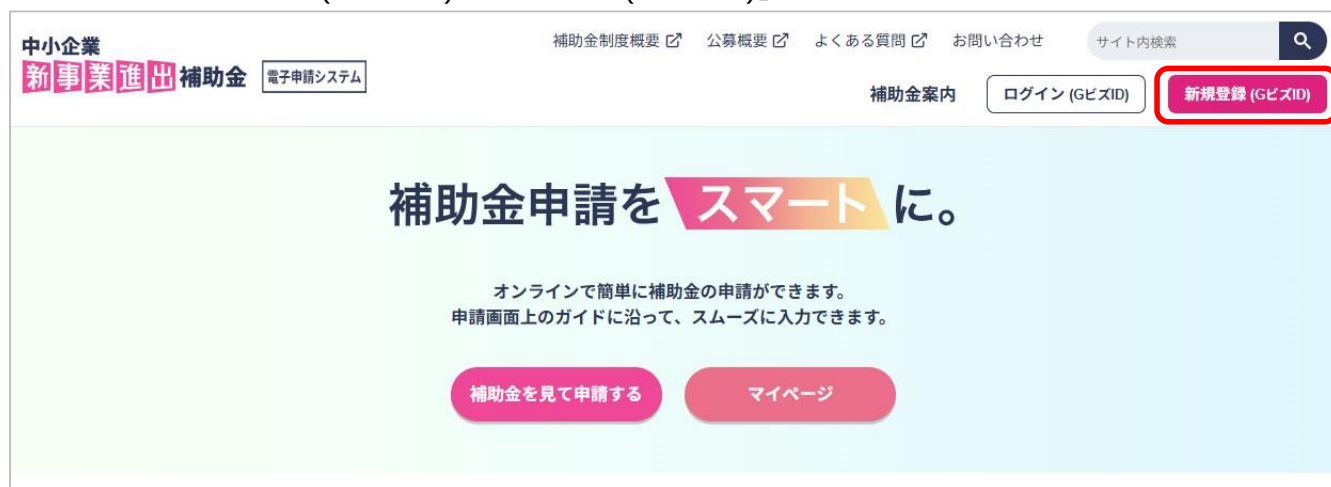 中小企業
新事業進出補助金 電子申請システム
補助金制度概要 公募概要 よくある質問 お問い合わせ サイト内検索
補助金案内 ログイン (GビズID) 新規登録 (GビズID)
補助金申請をスマートに。
オンラインで簡単に補助金の申請ができます。
申請画面上のガイドに沿って、スムーズに入力できます。
補助金を見て申請する マイページ